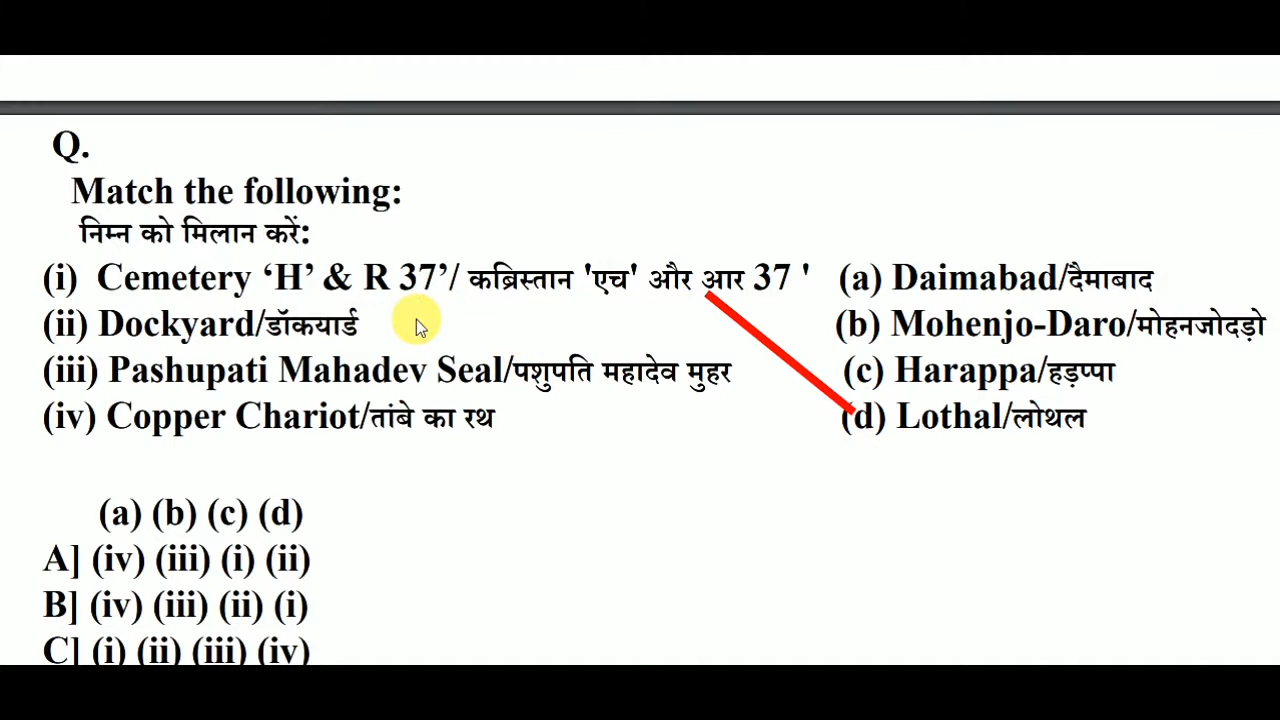 Q.
Match the following:
निम्न को मिलान करें:
(i) Cemetery ‘H’ & R 37’/ कब्रिस्तान 'एच' और आर 37 ' (a) Daimabad/दैमाबाद
(ii) Dockyard/डॉकयार्ड (b) Mohenjo-Daro/मोहनजोदड़ो
(iii) Pashupati Mahadev Seal/पशुपति महादेव मुहर (c) Harappa/हड़प्पा
(iv) Copper Chariot/तांबे का रथ (d) Lothal/लोथल
(a) (b) (c) (d)
A] (iv) (iii) (i) (ii)
B] (iv) (iii) (ii) (i)
C] (i) (ii) (iii) (iv)